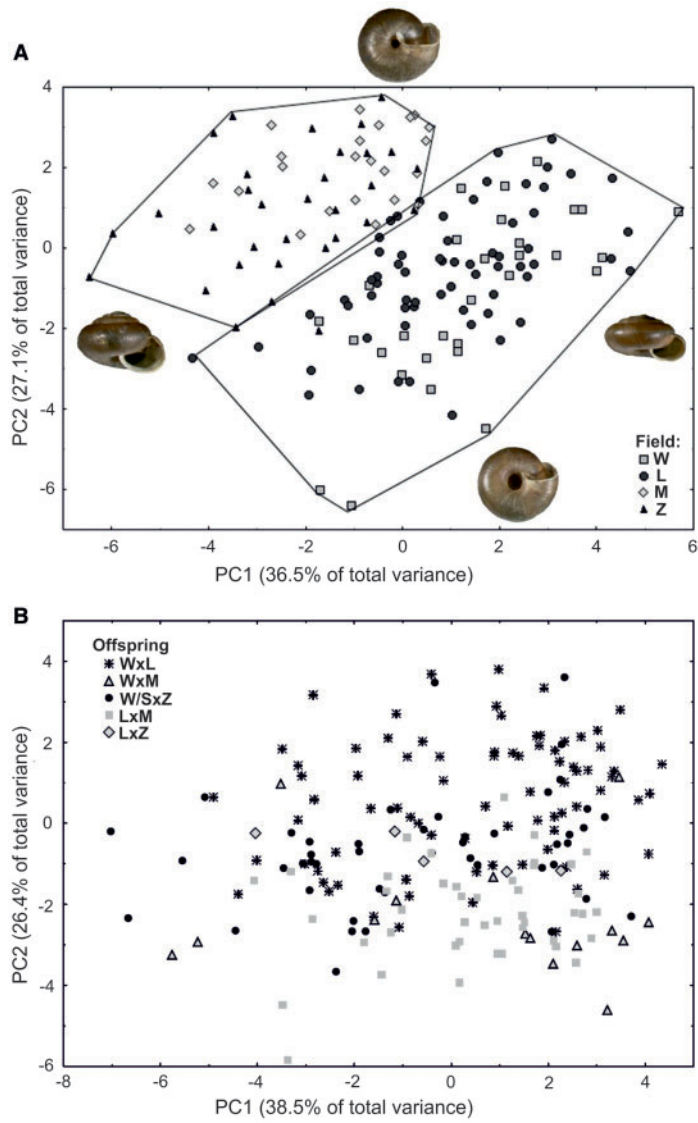 A
4
2
0
-2
-4
-6
PC2 (27.1% of total variance)
-6
-4
-2
0
2
4
6
PC1 (36.5% of total variance)
Field:
W
L
M
Z
B
Offspring
WxL
WxM
W/SxZ
LxM
LxZ
4
2
0
-2
-4
-6
PC2 (26.4% of total variance)
-8
-6
-4
-2
0
2
4
PC1 (38.5% of total variance)